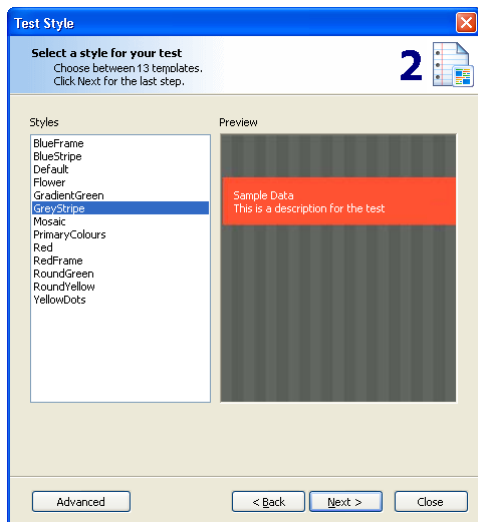 Test Style
Select a style for your test
Choose between 13 templates.
Click Next for the last step.
2
Styles
Preview
BlueFrame
BlueStripe
Default
Flower
GradientGreen
GreyStripe
Mosaic
PrimaryColours
Red
RedFrame
RoundGreen
RoundYellow
YellowDots
Sample Data
This is a description for the test
Advanced
< Back
Next >
Close